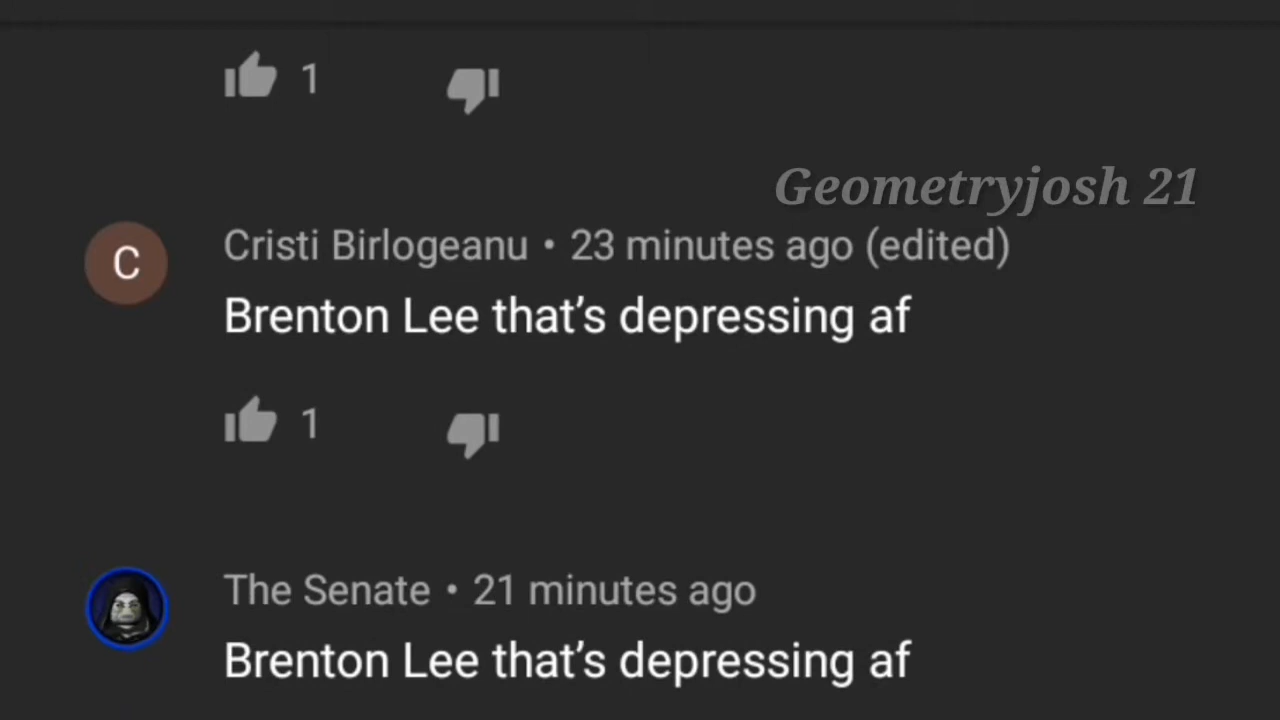 1
Geometryjosh 21
C
Cristi Birlogeanu • 23 minutes ago (edited)
Brenton Lee that’s depressing af
1
The Senate • 21 minutes ago
Brenton Lee that’s depressing af